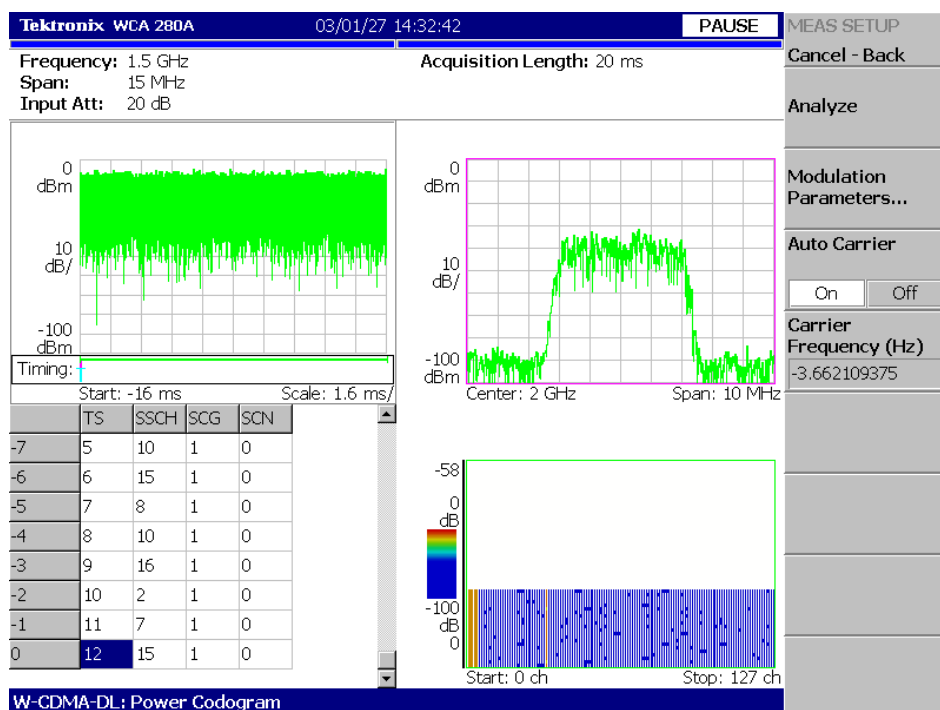 Tektronix WCA 280A 03/01/27 14:32:42 PAUSE
Frequency: 1.5 GHz
Span: 15 MHz
Input Att: 20 dB
Acquisition Length: 20 ms
0
dBm
10
dB/
-100
dBm
Timing:
Start: -16 ms Scale: 1.6 ms/
0
dBm
10
dB/
-100
dBm
Center: 2 GHz Span: 10 MHz
TS SSCH SCG SCN
-7 5 10 1 0
-6 6 15 1 0
-5 7 8 1 0
-4 8 10 1 0
-3 9 16 1 0
-2 10 2 1 0
-1 11 7 1 0
0 12 15 1 0
-58
0
dB
-100
dB
0
Start: 0 ch Stop: 127 ch
W-CDMA-DL: Power Codogram
MEAS SETUP
Cancel - Back
Analyze
Modulation
Parameters...
Auto Carrier
On Off
Carrier
Frequency (Hz)
-3.662109375